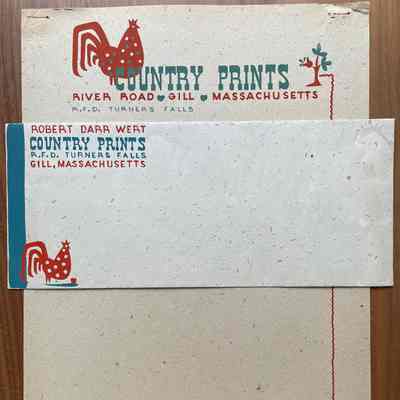 COUNTRY PRINTS
RIVER ROAD GILL MASSACHUSETTS
R.F.D. TURNERS FALLS
ROBERT DARR WERT
COUNTRY PRINTS
R.F.D. TURNERS FALLS
GILL, MASSACHUSETTS